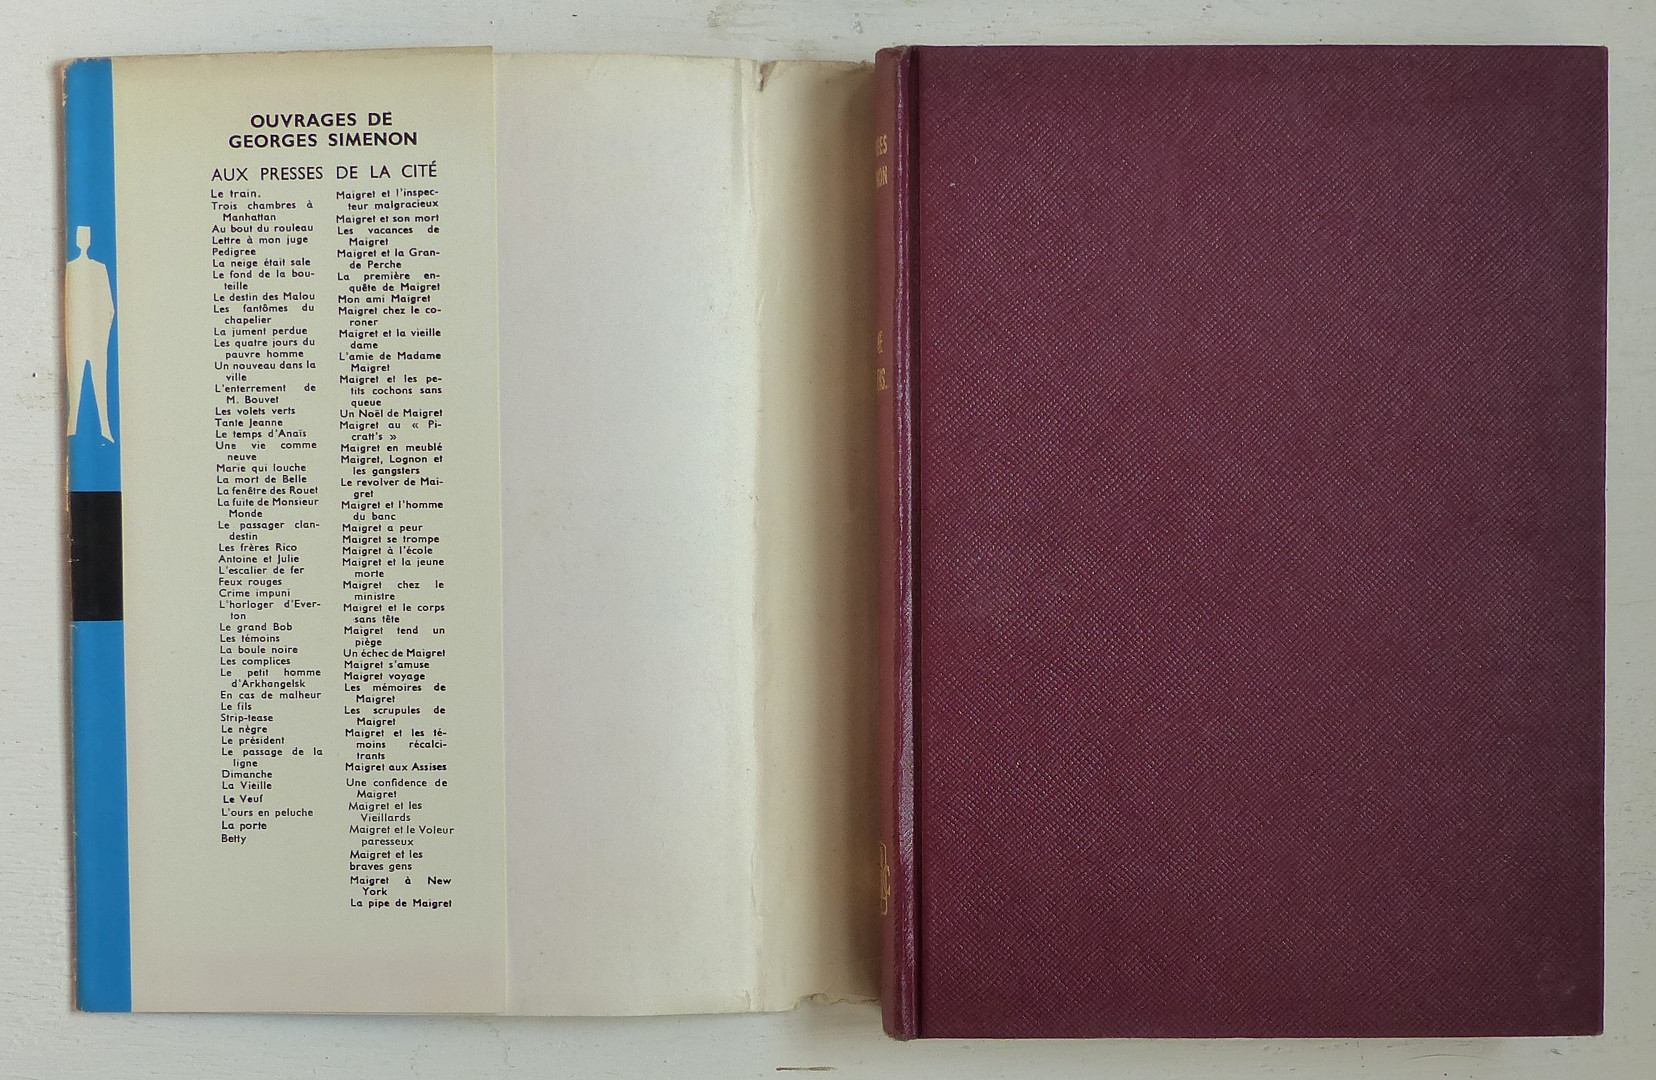 OUVRAGES DE
GEORGES SIMENON
AUX PRESSES DE LA CITÉ
Le train.
Trois chambres à
Manhattan
Au bout du rouleau
Lettre à mon juge
Pedigree
La neige était sale
Le fond de la bou-
teille
Le destin des Malou
Les fantômes du
chapelier
La jument perdue
Les quatre jours du
pauvre homme
Un nouveau dans la
ville
L'enterrement de
M. Bouvet
Les volets verts
Tante Jeanne
Le temps d'Anaïs
Une vie comme
neuve
Marie qui louche
La mort de Belle
La fenêtre des Rouet
La fuite de Monsieur
Monde
Le passager clan-
destin
Les frères Rico
Antoine et Julie
L'escalier de fer
Feux rouges
Crime impuni
L'horloger d'Ever-
ton
Le grand Bob
Les témoins
La boule noire
Les complices
Le petit homme
d'Arkhangelsk
En cas de malheur
Le fils
Strip-tease
Le nègre
Le président
Le passage de la
ligne
Dimanche
La Vieille
Le Veuf
L'ours en peluche
La porte
Betty
Maigret et l'inspec-
teur malgracieux
Maigret et son mort
Les vacances de
Maigret
Maigret et la Gran-
de Perche
La première en-
quête de Maigret
Mon ami Maigret
Maigret chez le co-
roner
Maigret et la vieille
dame
L'amie de Madame
Maigret
Maigret et les pe-
tits cochons sans
queue
Un Noël de Maigret
Maigret au « Pi-
cratt's »
Maigret en meublé
Maigret, Lognon et
les gangsters
Le revolver de Mai-
gret
Maigret et l'homme
du banc
Maigret a peur
Maigret se trompe
Maigret à l'école
Maigret et la jeune
morte
Maigret chez le
ministre
Maigret et le corps
sans tête
Maigret tend un
piège
Un échec de Maigret
Maigret s'amuse
Maigret voyage
Les mémoires de
Maigret
Les scrupules de
Maigret
Maigret et les té-
moins récalci-
trants
Maigret aux Assises
Une confidence de
Maigret
Maigret et les
Vieillards
Maigret et le Voleur
paresseux
Maigret et les
braves gens
Maigret à New
York
La pipe de Maigret